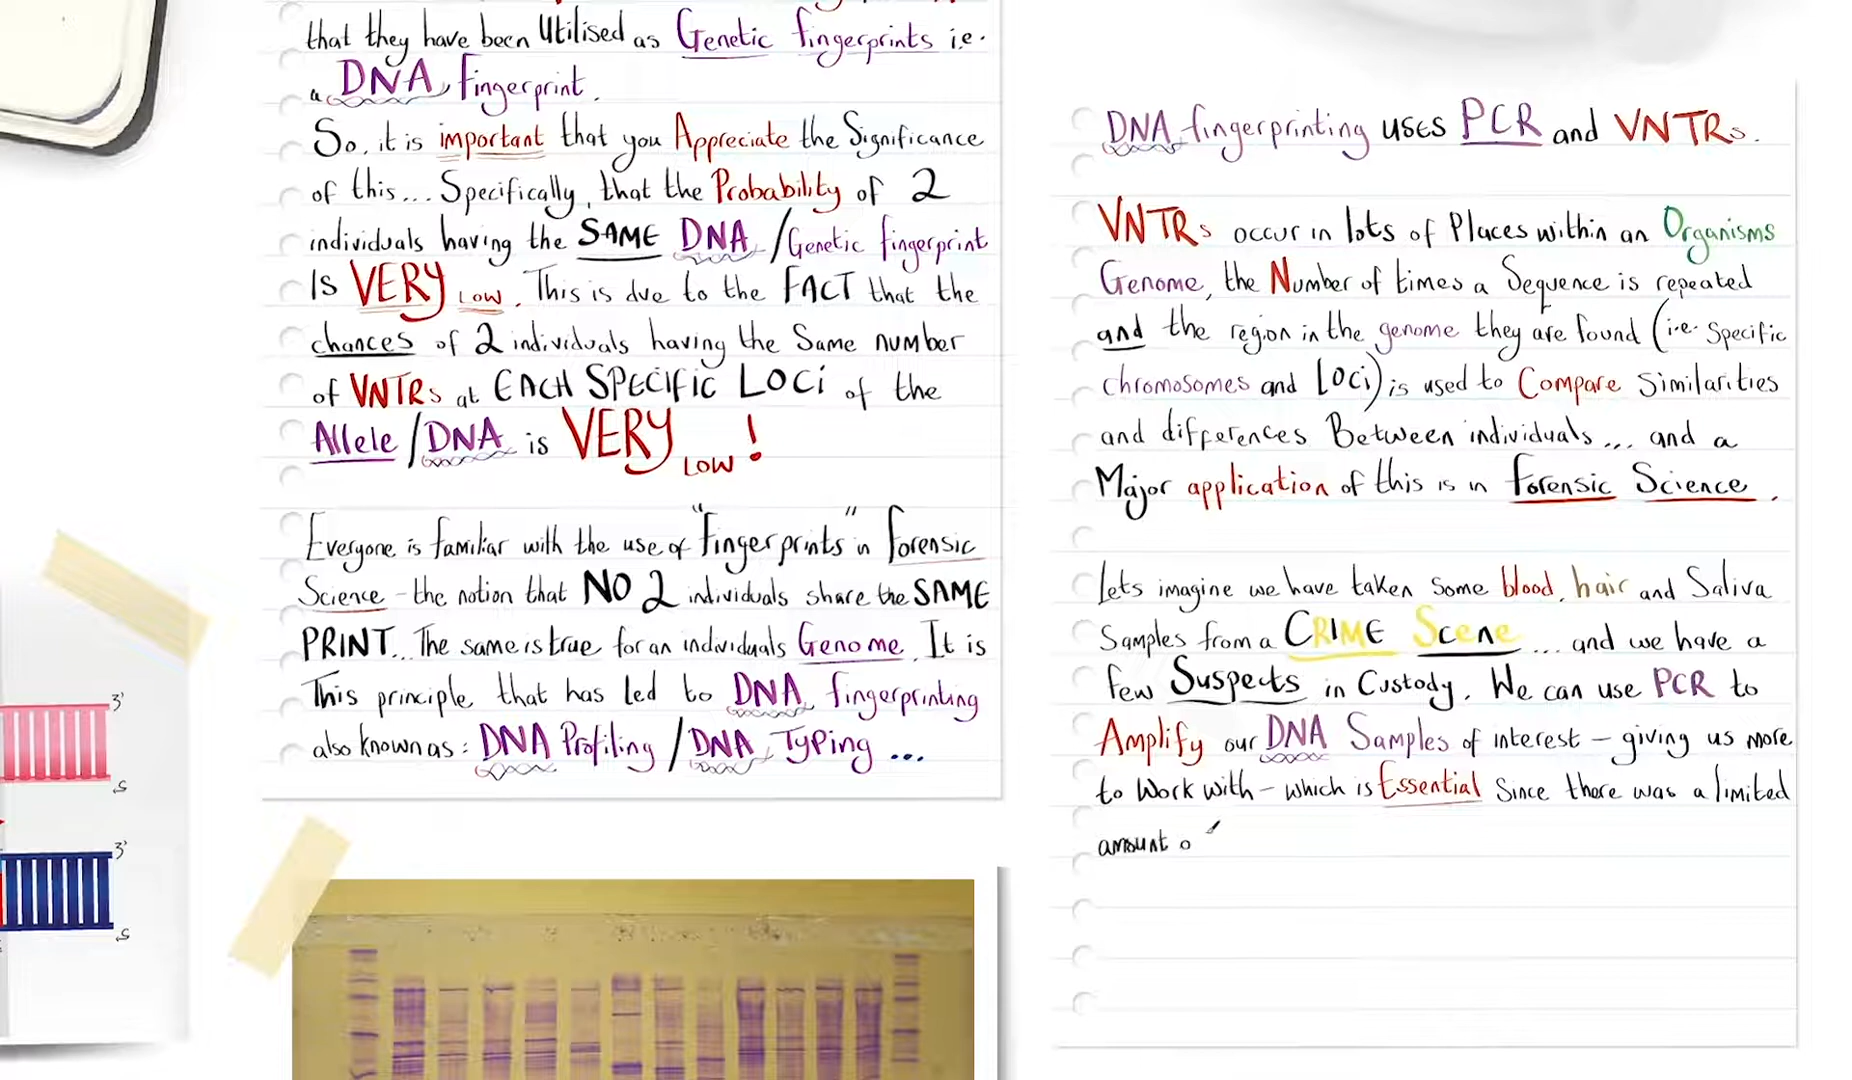 that they have been Utilised as Genetic fingerprints i.e.
a DNA Fingerprint.
So, it is important that you Appreciate the Significance
of this... Specifically, that the Probability of 2
individuals having the SAME DNA/Genetic fingerprint
Is VERY Low. This is due to the FACT that the
chances of 2 individuals having the Same number
of VNTRs at EACH SPECIFIC LOCi of the
Allele/DNA is VERY LOW!
Everyone is familiar with the use of "Fingerprints" in Forensic
Science - the notion that NO 2 individuals share the SAME
PRINT... The same is true for an individuals Genome. It is
This principle that has led to DNA fingerprinting
also known as: DNA Profiling/DNA Typing ...
3'
5
3'
5
DNA fingerprinting uses PCR and VNTRs.
VNTRs occur in lots of Places within an Organisms
Genome, the Number of times a Sequence is repeated
and the region in the genome they are found (i.e. Specific
chromosomes and Loci) is used to Compare Similarities
and differences Between individuals... and a
Major application of this is in Forensic Science.
Lets imagine we have taken Some blood, hair and Saliva
Samples from a CRIME Scene... and we have a
few Suspects in Custody. We can use PCR to
Amplify our DNA Samples of interest - giving us more
to Work with - which is Essential Since there was a limited
amount o